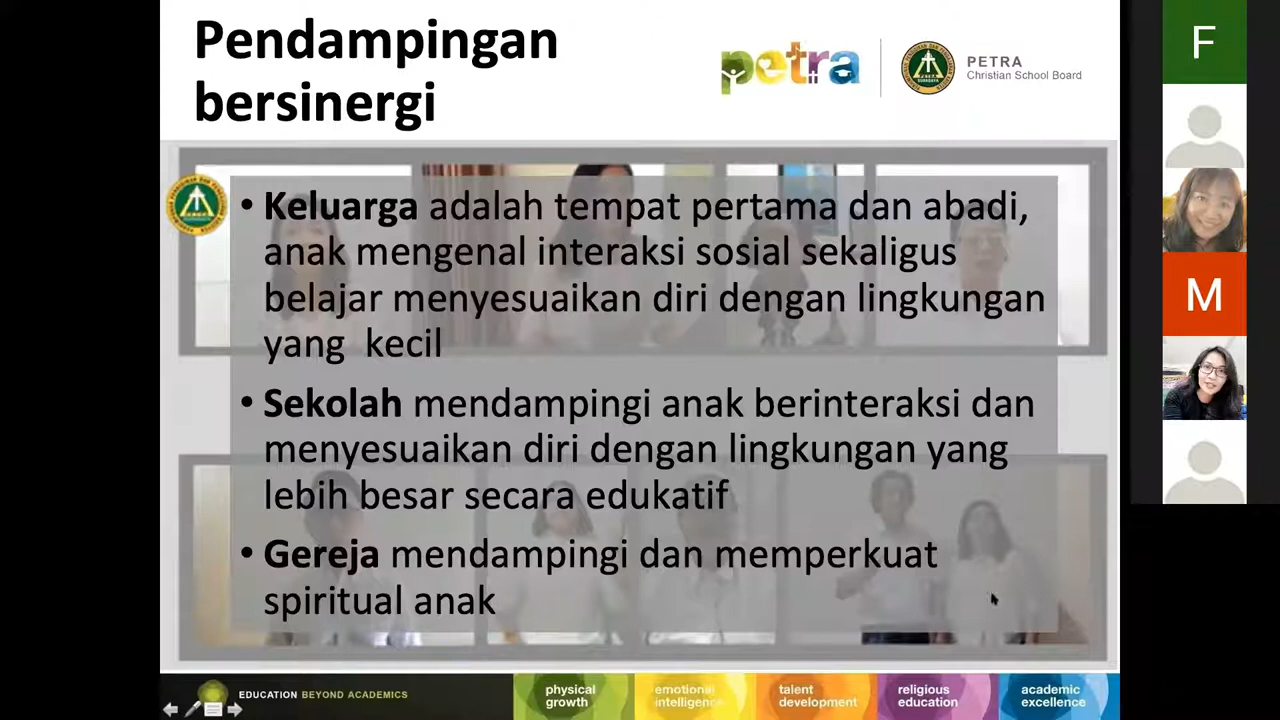 Pendampingan
bersinergi
petra
PETRA
Christian School Board
• Keluarga adalah tempat pertama dan abadi,
anak mengenal interaksi sosial sekaligus
belajar menyesuaikan diri dengan lingkungan
yang kecil
• Sekolah mendampingi anak berinteraksi dan
menyesuaikan diri dengan lingkungan yang
lebih besar secara edukatif
• Gereja mendampingi dan memperkuat
spiritual anak
EDUCATION BEYOND ACADEMICS
physical
growth
emotional
intelligence
talent
development
religious
education
academic
excellence
F
M